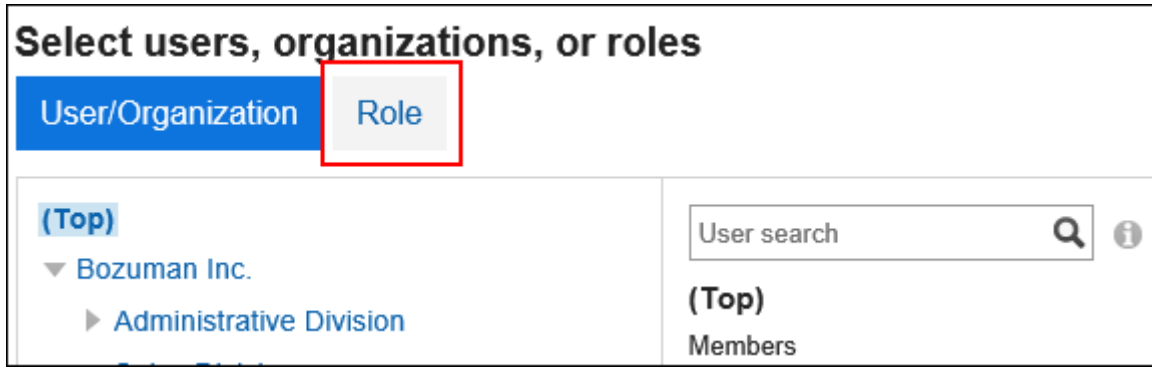 Select users, organizations, or roles
User/Organization
Role
(Top)
Bozuman Inc.
Administrative Division
User search
(Top)
Members